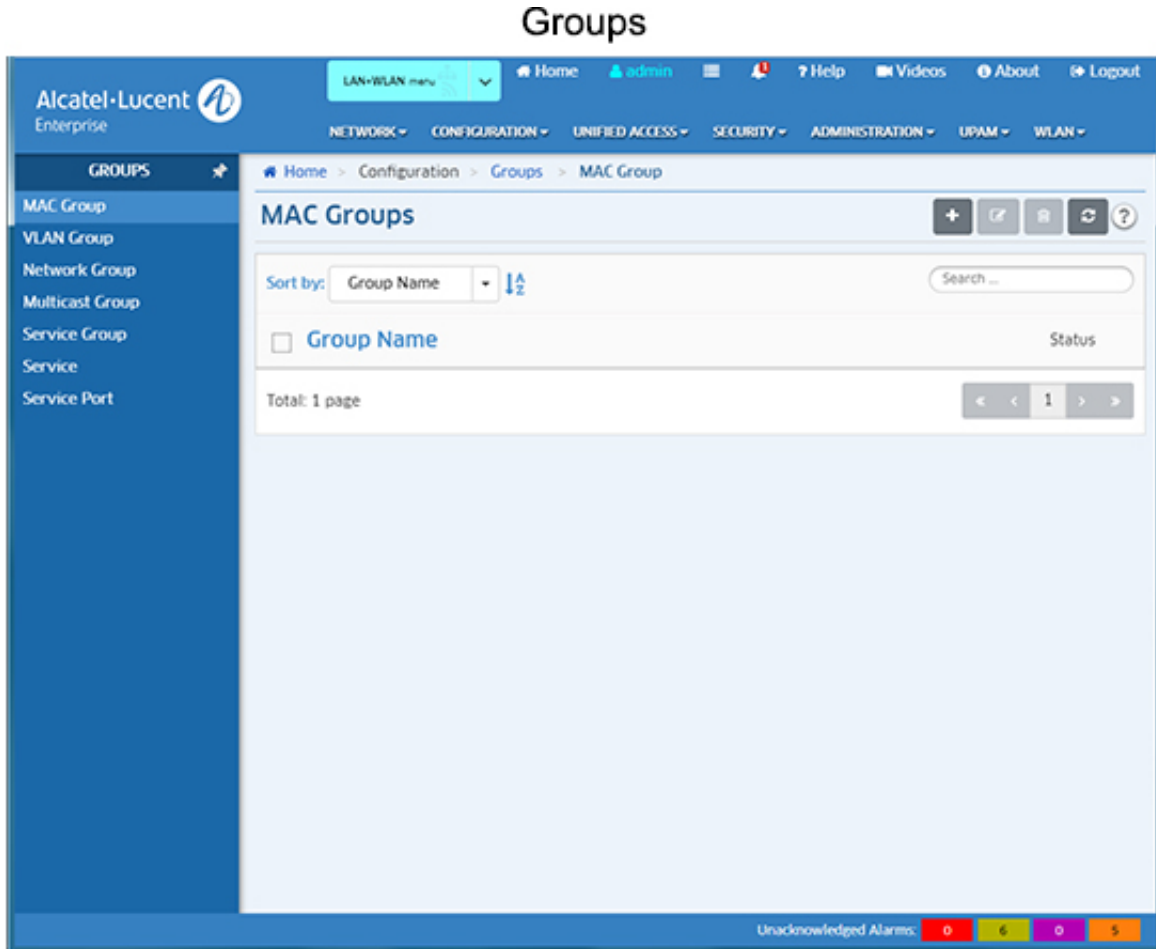 Groups
Alcatel·Lucent
Enterprise
LAN+WLAN menu
Home admin 1 ? Help Videos About Logout
NETWORK CONFIGURATION UNIFIED ACCESS SECURITY ADMINISTRATION UPAM WLAN
GROUPS
Home > Configuration > Groups > MAC Group
MAC Group
VLAN Group
Network Group
Multicast Group
Service Group
Service
Service Port
MAC Groups
?
Sort by: Group Name A Z Search ...
Group Name Status
Total: 1 page « < 1 > »
Unacknowledged Alarms: 0 6 0 5